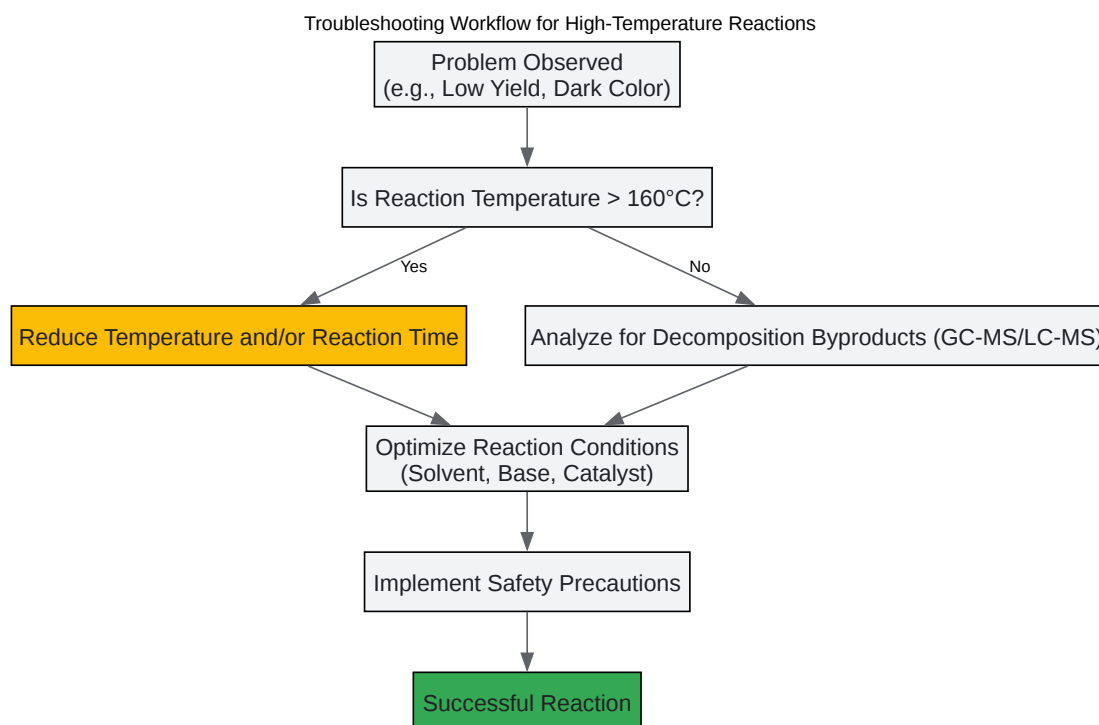 Troubleshooting Workflow for High-Temperature Reactions
Problem Observed
(e.g., Low Yield, Dark Color)
Is Reaction Temperature > 160°C?
Yes
No
Reduce Temperature and/or Reaction Time
Analyze for Decomposition Byproducts (GC-MS/LC-MS)
Optimize Reaction Conditions
(Solvent, Base, Catalyst)
Implement Safety Precautions
Successful Reaction